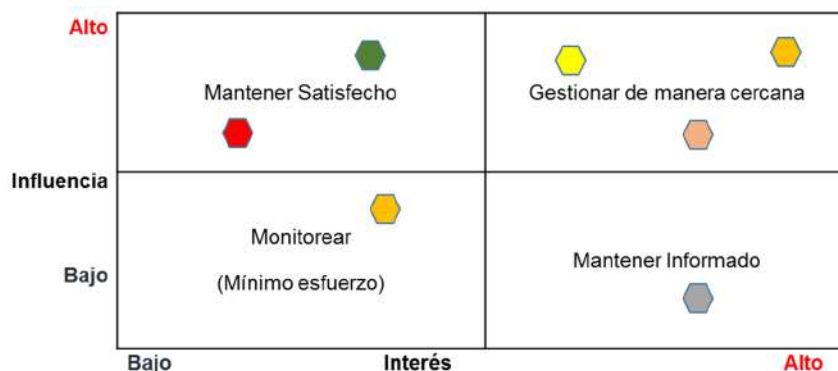 Alto
Mantener Satisfecho
Gestionar de manera cercana
Influencia
Monitorear
(Mínimo esfuerzo)
Bajo
Mantener Informado
Bajo
Interés
Alto